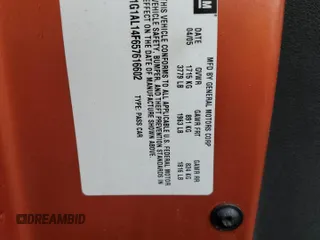 GM
MFD BY GENERAL MOTORS CORP
DATE GVWR GAWR FRT GAWR RR
04/05 1715 KG 891 KG 824 KG
3779 LB 1963 LB 1816 LB
THIS VEHICLE CONFORMS TO ALL APPLICABLE U.S. FEDERAL MOTOR
VEHICLE SAFETY, BUMPER, AND THEFT PREVENTION STANDARDS IN
EFFECT ON THE DATE OF MANUFACTURE SHOWN ABOVE.
1G1AL14F657616602 TYPE: PASS CAR
DREAMBID